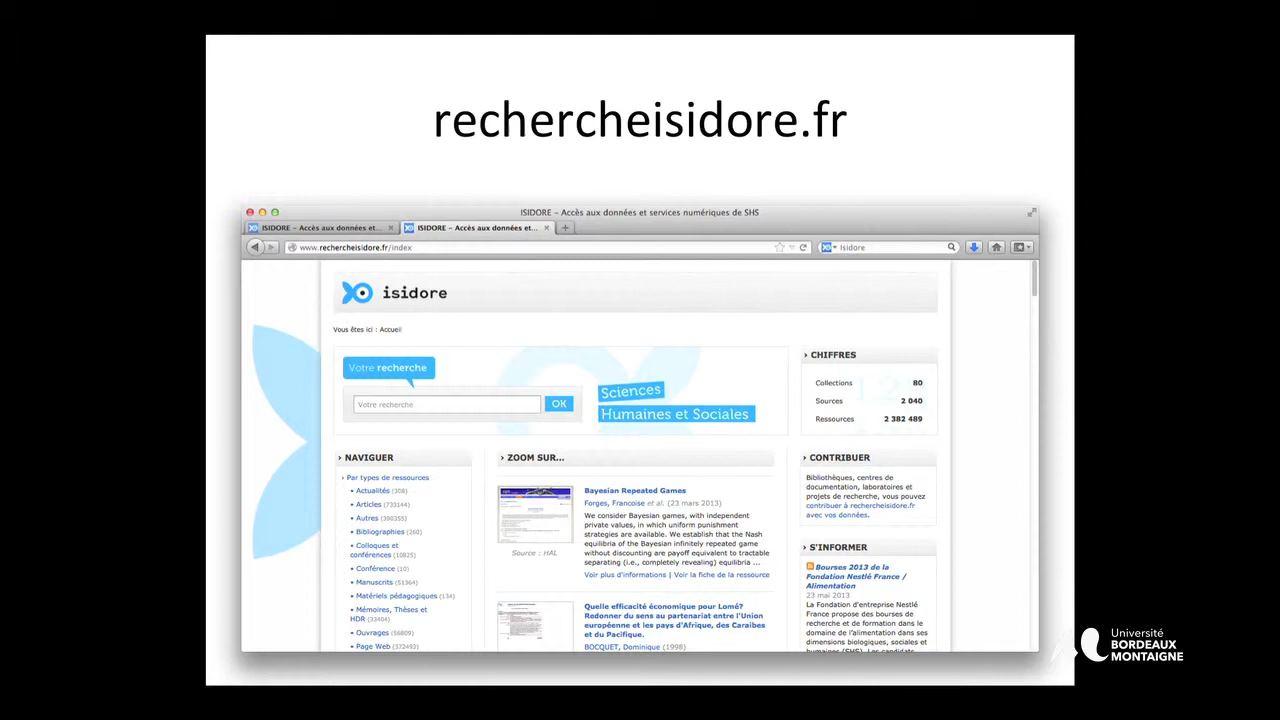 rechercheisidore.fr
ISIDORE – Accès aux données et services numériques de SHS
ISIDORE – Accès aux données et...
ISIDORE – Accès aux données et...
www.rechercheisidore.fr/index
Isidore
isidore
Vous êtes ici : Accueil
Votre recherche
Votre recherche
OK
Sciences
Humaines et Sociales
CHIFFRES
Collections 80
Sources 2 040
Ressources 2 382 489
NAVIGUER
Par types de ressources
• Actualités (308)
• Articles (733144)
• Autres (390355)
• Bibliographies (260)
• Colloques et
conférences (10825)
• Conférence (10)
• Manuscrits (51364)
• Matériels pédagogiques (134)
• Mémoires, Thèses et
HDR (33404)
• Ouvrages (56809)
• Page Web (372493)
ZOOM SUR...
Source : HAL
Bayesian Repeated Games
Forges, Francoise et al. (23 mars 2013)
We consider Bayesian games, with independent
private values, in which uniform punishment
strategies are available. We establish that the Nash
equilibria of the Bayesian infinitely repeated game
without discounting are payoff equivalent to tractable
separating (i.e., completely revealing) equilibria ...
Voir plus d'informations | Voir la fiche de la ressource
Quelle efficacité économique pour Lomé?
Redonner du sens au partenariat entre l'Union
européenne et les pays d'Afrique, des Caraibes
et du Pacifique.
BOCQUET, Dominique (1998)
CONTRIBUER
Bibliothèques, centres de
documentation, laboratoires et
projets de recherche, vous pouvez
contribuer à rechercheisidore.fr
avec vos données.
S'INFORMER
Bourses 2013 de la
Fondation Nestlé France /
Alimentation
23 mai 2013
La Fondation d'entreprise Nestlé
France propose des bourses de
recherche et de formation dans le
domaine de l'alimentation dans ses
dimensions biologiques, sociales et
humaines (SHS). Les candidats
Université
BORDEAUX
MONTAIGNE